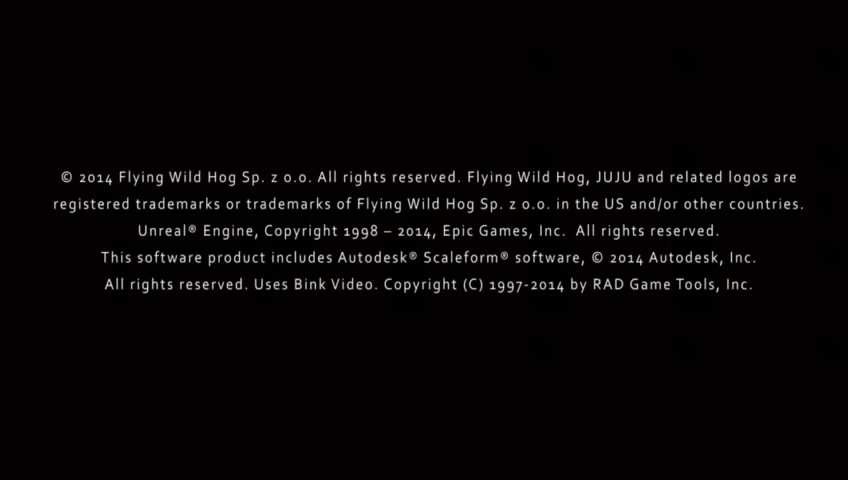 © 2014 Flying Wild Hog Sp. z o.o. All rights reserved. Flying Wild Hog, JUJU and related logos are
registered trademarks or trademarks of Flying Wild Hog Sp. z o.o. in the US and/or other countries.
Unreal® Engine, Copyright 1998 – 2014, Epic Games, Inc.  All rights reserved.
This software product includes Autodesk® Scaleform® software, © 2014 Autodesk, Inc.
All rights reserved. Uses Bink Video. Copyright (C) 1997-2014 by RAD Game Tools, Inc.